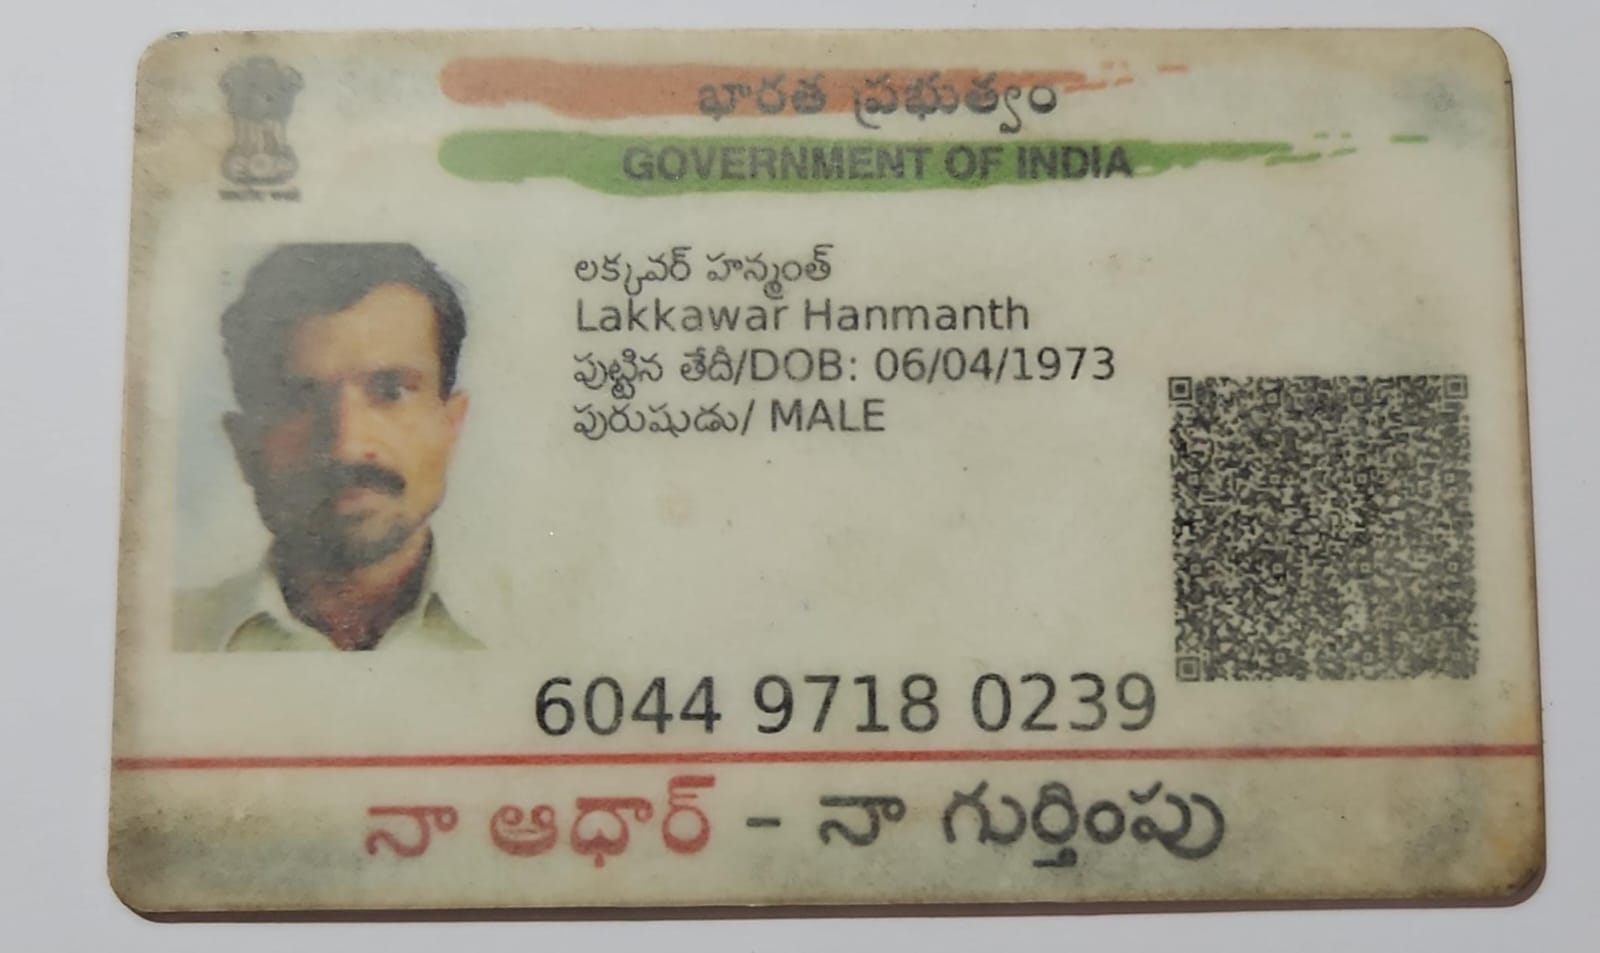 భారత ప్రభుత్వం
GOVERNMENT OF INDIA
లక్కవర్ హన్మంత్
Lakkawar Hanmanth
పుట్టిన తేదీ/DOB: 06/04/1973
పురుషుడు/ MALE
6044 9718 0239
నా ఆధార్ - నా గుర్తింపు